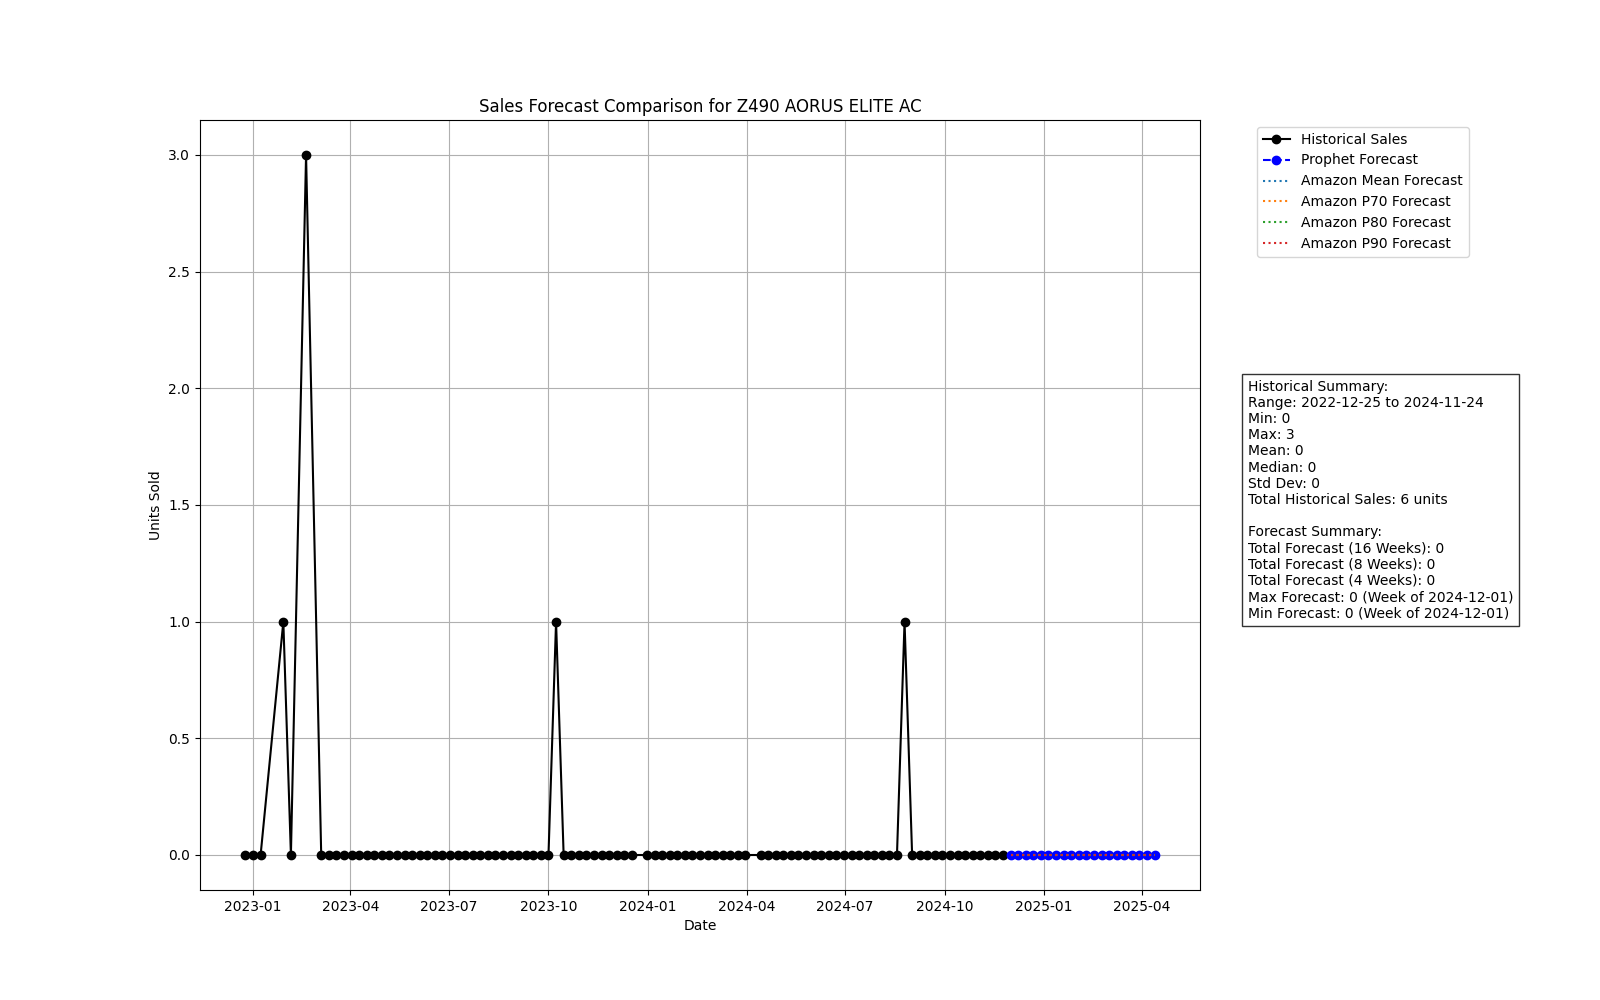 Sales Forecast Comparison for Z490 AORUS ELITE AC
3.0
2.5
2.0
1.5
1.0
0.5
0.0
Units Sold
2023-01
2023-04
2023-07
2023-10
2024-01
2024-04
2024-07
2024-10
2025-01
2025-04
Date
Historical Sales
Prophet Forecast
Amazon Mean Forecast
Amazon P70 Forecast
Amazon P80 Forecast
Amazon P90 Forecast
Historical Summary:
Range: 2022-12-25 to 2024-11-24
Min: 0
Max: 3
Mean: 0
Median: 0
Std Dev: 0
Total Historical Sales: 6 units
Forecast Summary:
Total Forecast (16 Weeks): 0
Total Forecast (8 Weeks): 0
Total Forecast (4 Weeks): 0
Max Forecast: 0 (Week of 2024-12-01)
Min Forecast: 0 (Week of 2024-12-01)